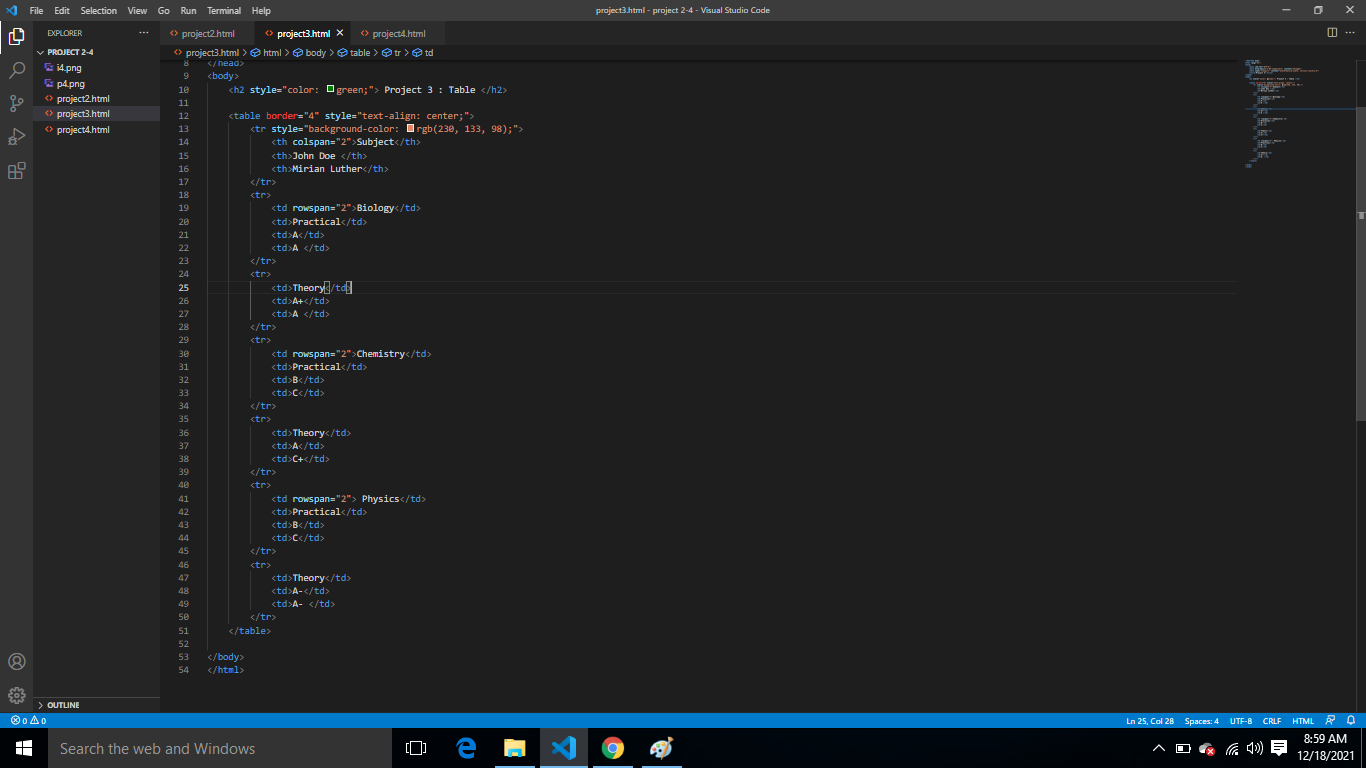 File Edit Selection View Go Run Terminal Help
project3.html - project 2-4 - Visual Studio Code
EXPLORER
project2.html
project3.html
project4.html
PROJECT 2-4
i4.png
p4.png
project2.html
project3.html
project4.html
OUTLINE
project3.html > html > body > table > tr > td
8 </head>
9 <body>
10 <h2 style="color: green;"> Project 3 : Table </h2>
11
12 <table border="4" style="text-align: center;">
13 <tr style="background-color: rgb(230, 133, 98);">
14 <th colspan="2">Subject</th>
15 <th>John Doe </th>
16 <th>Mirian Luther</th>
17 </tr>
18 <tr>
19 <td rowspan="2">Biology</td>
20 <td>Practical</td>
21 <td>A</td>
22 <td>A </td>
23 </tr>
24 <tr>
25 <td>Theory</td>
26 <td>A+</td>
27 <td>A </td>
28 </tr>
29 <tr>
30 <td rowspan="2">Chemistry</td>
31 <td>Practical</td>
32 <td>B</td>
33 <td>C</td>
34 </tr>
35 <tr>
36 <td>Theory</td>
37 <td>A</td>
38 <td>C+</td>
39 </tr>
40 <tr>
41 <td rowspan="2"> Physics</td>
42 <td>Practical</td>
43 <td>B</td>
44 <td>C</td>
45 </tr>
46 <tr>
47 <td>Theory</td>
48 <td>A-</td>
49 <td>A- </td>
50 </tr>
51 </table>
52
53 </body>
54 </html>
0 0
Ln 25, Col 28 Spaces: 4 UTF-8 CRLF HTML
Search the web and Windows
8:59 AM
12/18/2021